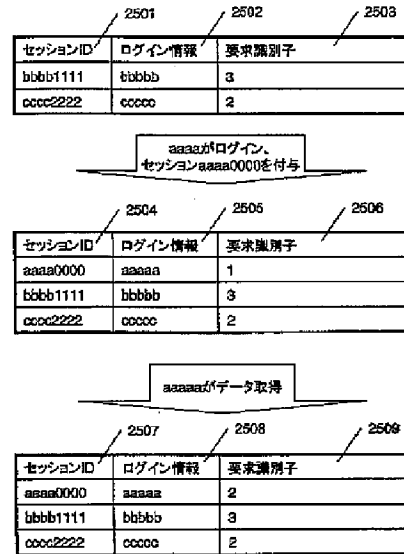 2501 2502 2503
セッションID ログイン情報 要求識別子
bbbb1111 bbbbb 3
cccc2222 ccccc 2
aaaaがログイン、
セッションaaaa0000を付与
2504 2505 2506
セッションID ログイン情報 要求識別子
aaaa0000 aaaaa 1
bbbb1111 bbbbb 3
cccc2222 ccccc 2
aaaaaがデータ取得
2507 2508 2509
セッションID ログイン情報 要求識別子
aaaa0000 aaaaa 2
bbbb1111 bbbbb 3
cccc2222 ccccc 2